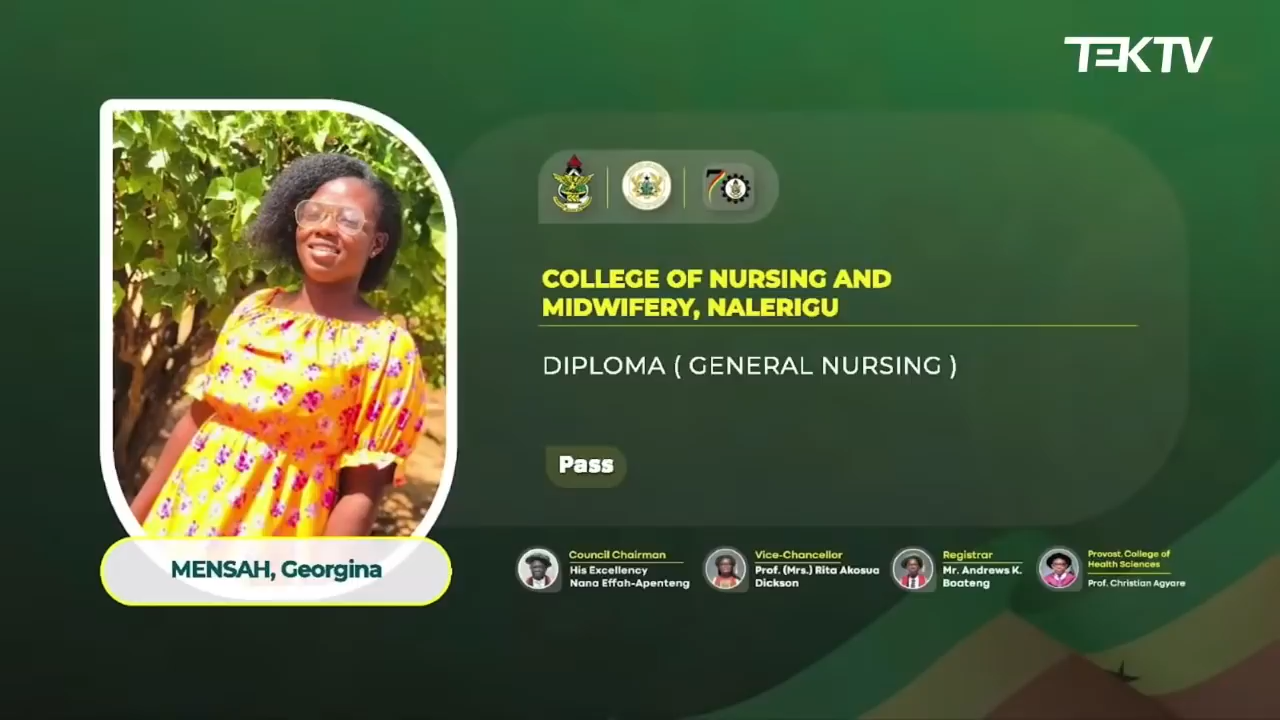 TEKTV
COLLEGE OF NURSING AND
MIDWIFERY, NALERIGU
DIPLOMA ( GENERAL NURSING )
Pass
MENSAH, Georgina
Council Chairman
His Excellency
Nana Effah-Apenteng
Vice-Chancellor
Prof. (Mrs.) Rita Akosua
Dickson
Registrar
Mr. Andrews K.
Boateng
Provost, College of
Health Sciences
Prof. Christian Agyare